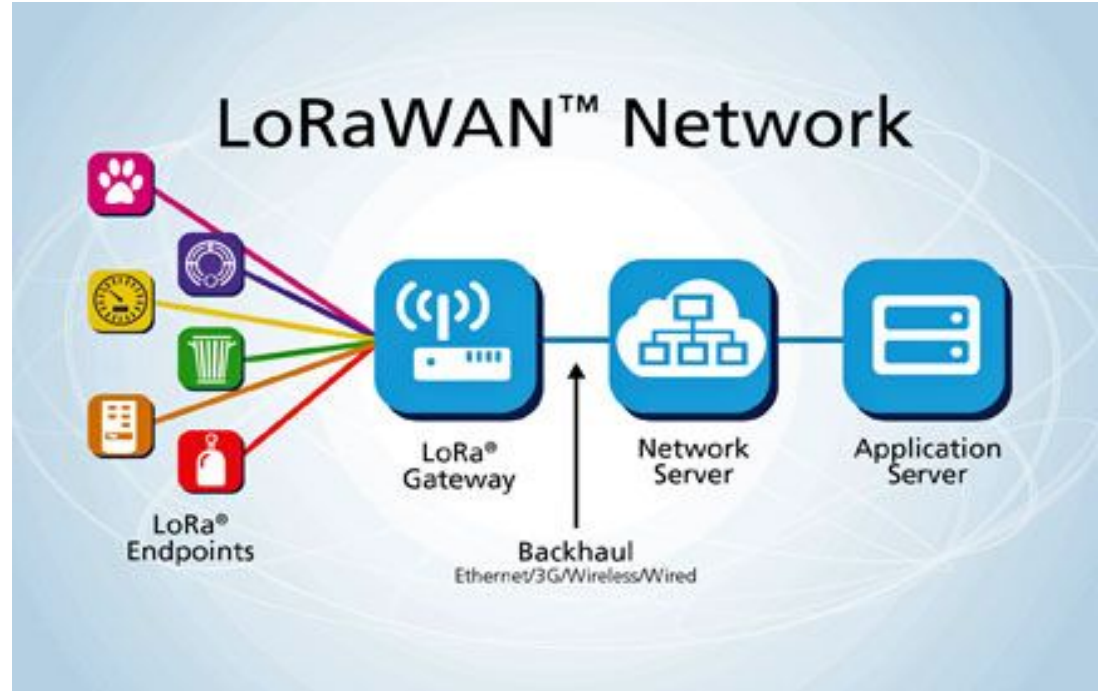 LoRaWAN™ Network
LoRa®
Gateway
Network
Server
Application
Server
LoRa®
Endpoints
Backhaul
Ethernet/3G/Wireless/Wired